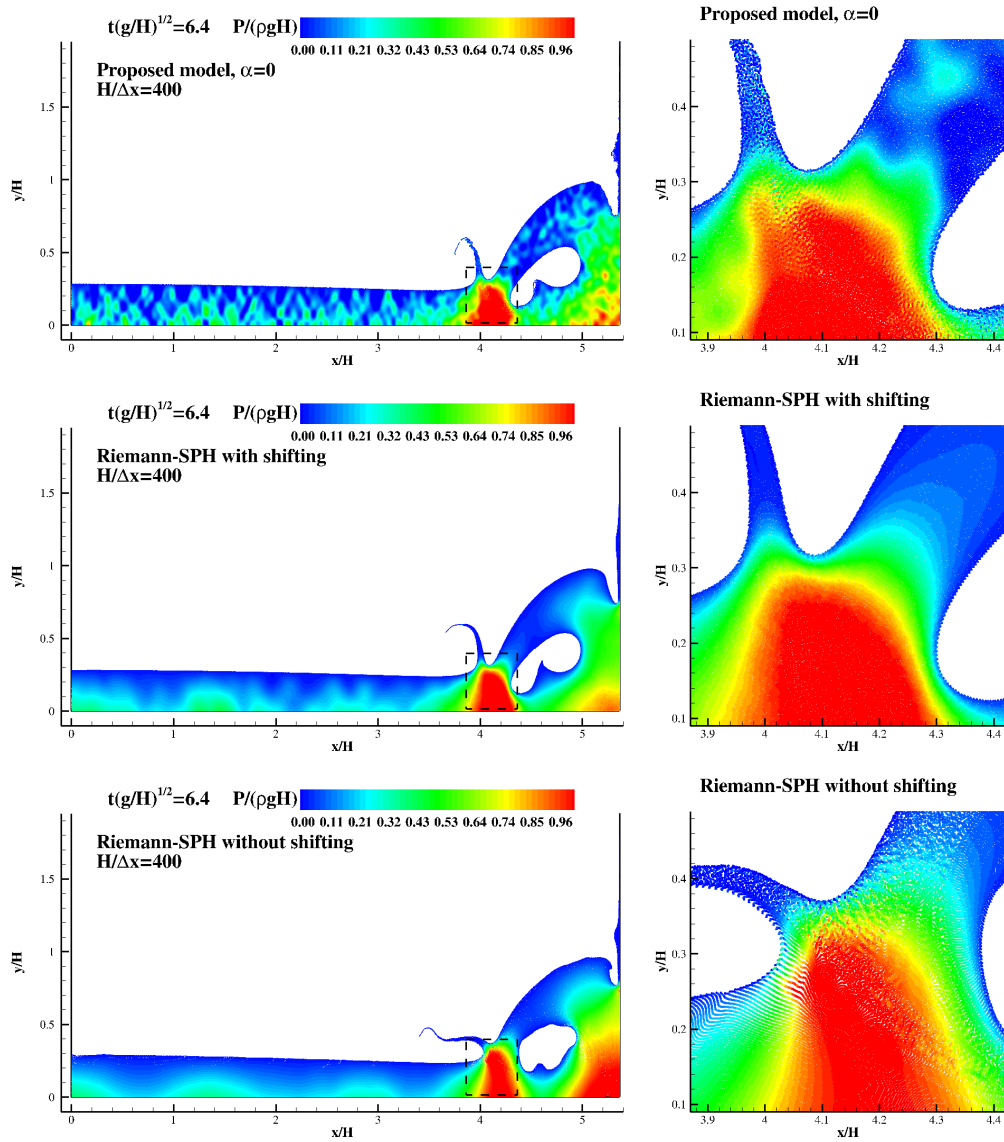 t(g/H)^1/2=6.4 P/(ρgH)
0.00 0.11 0.21 0.32 0.43 0.53 0.64 0.74 0.85 0.96
Proposed model, α=0
H/Δx=400
y/H
1.5
1
0.5
0
0 1 2 3 4 5
x/H
Proposed model, α=0
y/H
0.4
0.3
0.2
0.1
3.9 4 4.1 4.2 4.3 4.4
x/H
t(g/H)^1/2=6.4 P/(ρgH)
0.00 0.11 0.21 0.32 0.43 0.53 0.64 0.74 0.85 0.96
Riemann-SPH with shifting
H/Δx=400
y/H
1.5
1
0.5
0
0 1 2 3 4 5
x/H
Riemann-SPH with shifting
y/H
0.4
0.3
0.2
0.1
3.9 4 4.1 4.2 4.3 4.4
x/H
t(g/H)^1/2=6.4 P/(ρgH)
0.00 0.11 0.21 0.32 0.43 0.53 0.64 0.74 0.85 0.96
Riemann-SPH without shifting
H/Δx=400
y/H
1.5
1
0.5
0
0 1 2 3 4 5
x/H
Riemann-SPH without shifting
y/H
0.4
0.3
0.2
0.1
3.9 4 4.1 4.2 4.3 4.4
x/H